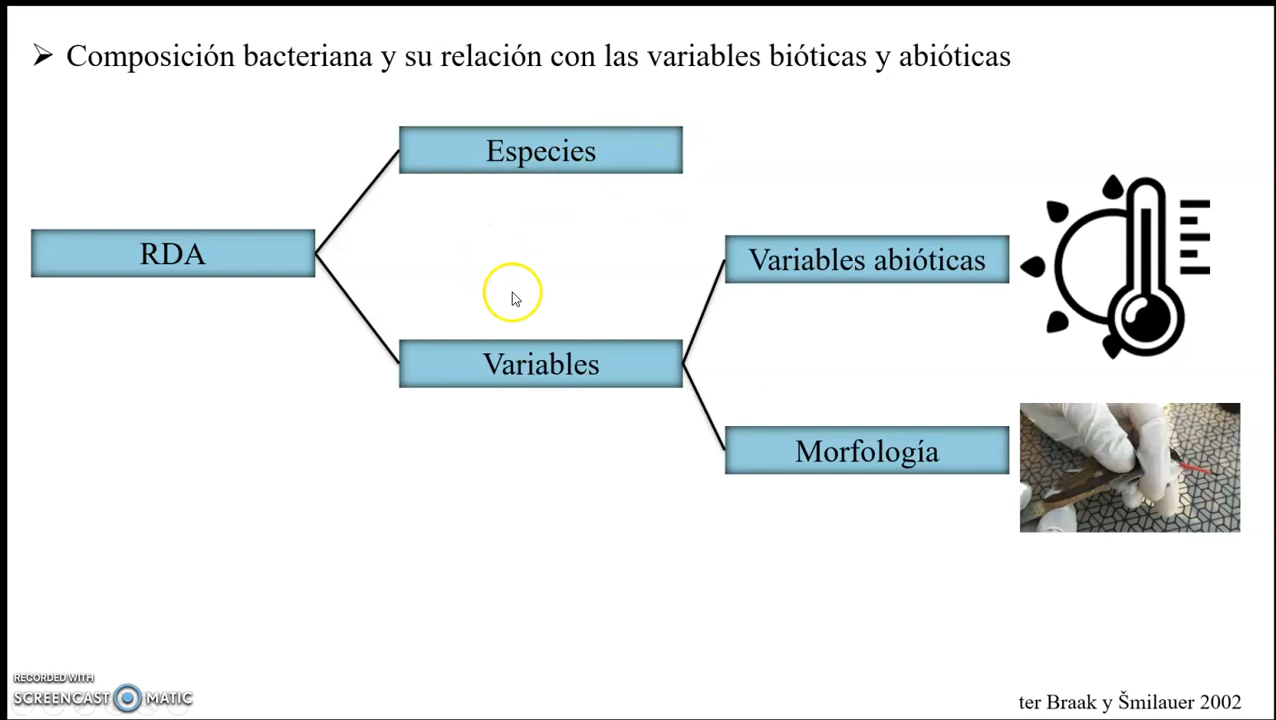 Composición bacteriana y su relación con las variables bióticas y abióticas
Especies
RDA
Variables abióticas
Variables
Morfología
RECORDED WITH
SCREENCAST MATIC
ter Braak y Šmilauer 2002